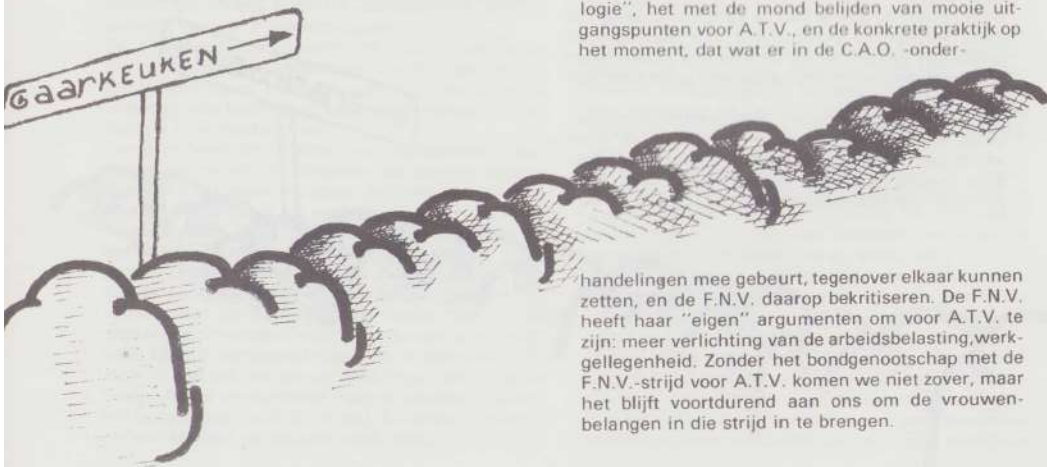 GaarKEUKEN
logie", het met de mond belijden van mooie uit-
gangspunten voor A.T.V., en de konkrete praktijk op
het moment, dat wat er in de C.A.O. -onder-
handelingen mee gebeurt, tegenover elkaar kunnen
zetten, en de F.N.V. daarop bekritiseren. De F.N.V.
heeft haar "eigen" argumenten om voor A.T.V. te
zijn: meer verlichting van de arbeidsbelasting,werk-
gellegenheid. Zonder het bondgenootschap met de
F.N.V.-strijd voor A.T.V. komen we niet zover, maar
het blijft voortdurend aan ons om de vrouwen-
belangen in die strijd in te brengen.